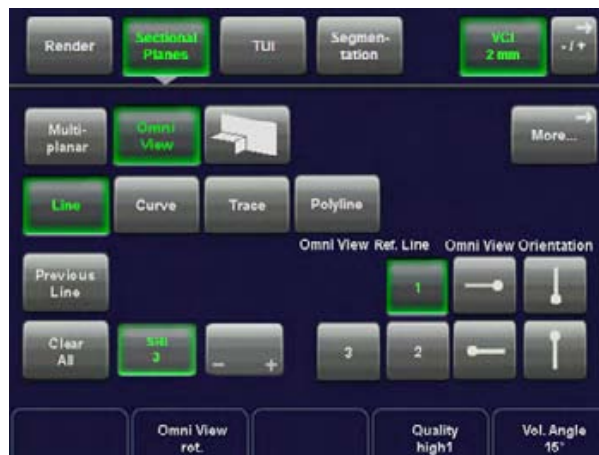 Render
Sectional
Planes
TUI
Segmen-
tation
VCI
2 mm
- / +
Multi-
planar
Omni
View
More...
Line
Curve
Trace
Polyline
Omni View Ref. Line
Omni View Orientation
Previous
Line
1
Clear
All
SRI
3
- +
3
2
Omni View
rot.
Quality
high1
Vol. Angle
15°